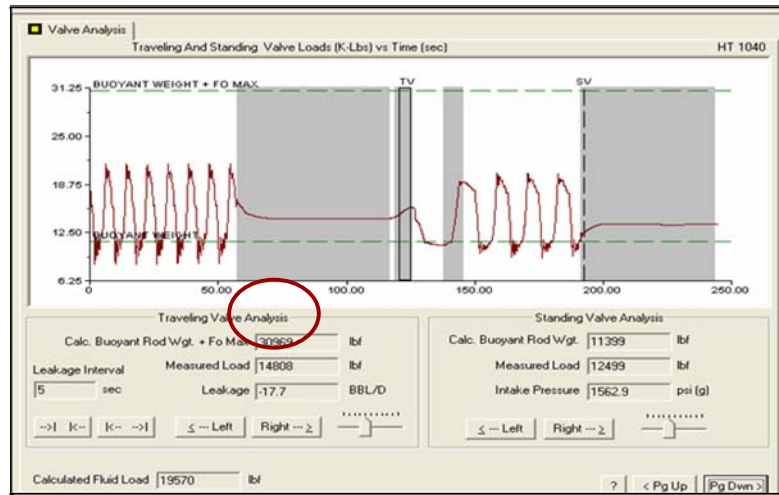 Valve Analysis
Traveling And Standing Valve Loads (K-Lbs) vs Time (sec)
HT 1040
31.25
BUOYANT WEIGHT + FO MAX
TV
SV
25.00
18.75
12.50
BUOYANT WEIGHT
6.25
0
50.00
100.00
150.00
200.00
250.00
Traveling Valve Analysis
Calc. Buoyant Rod Wgt. + Fo Max 30969 lbf
Leakage Interval
Measured Load 14808 lbf
5 sec
Leakage -17.7 BBL/D
-->| |<-- |<-- -->| < --- Left Right --- >
Standing Valve Analysis
Calc. Buoyant Rod Wgt. 11399 lbf
Measured Load 12499 lbf
Intake Pressure 1562.9 psi (g)
< --- Left Right --- >
Calculated Fluid Load 19570 lbf
? < Pg Up Pg Dwn >